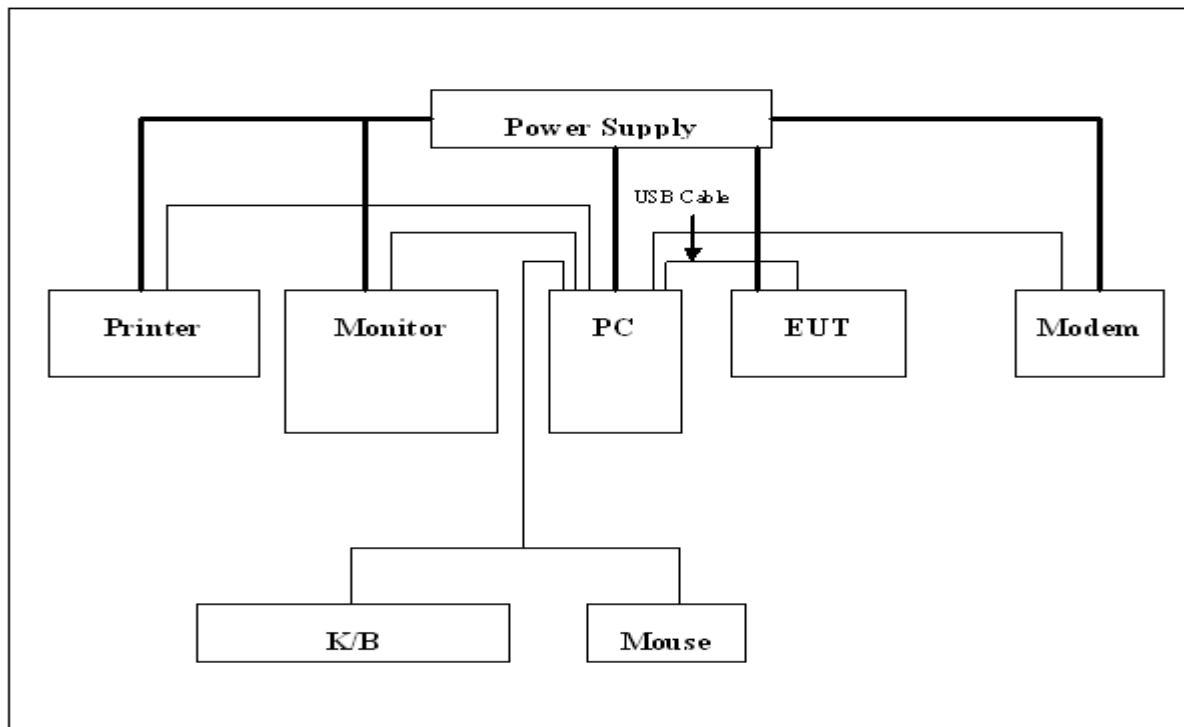 Power Supply
USB Cable
Printer
Monitor
PC
EUT
Modem
K/B
Mouse